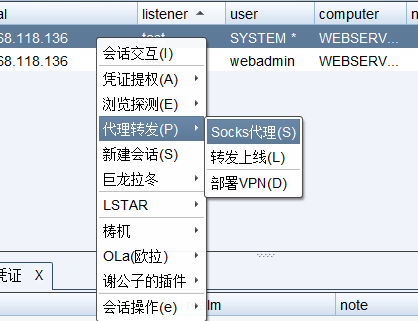 al listener user computer n
68.118.136 test SYSTEM * WEBSERV...
68.118.136 webadmin WEBSERV...
会话交互(I)
凭证提权(A)
浏览探测(E)
代理转发(P)
Socks代理(S)
新建会话(S)
转发上线(L)
巨龙拉冬
部署VPN(D)
LSTAR
梼杌
OLa(欧拉)
谢公子的插件
凭证 X
会话操作(e)
lm note